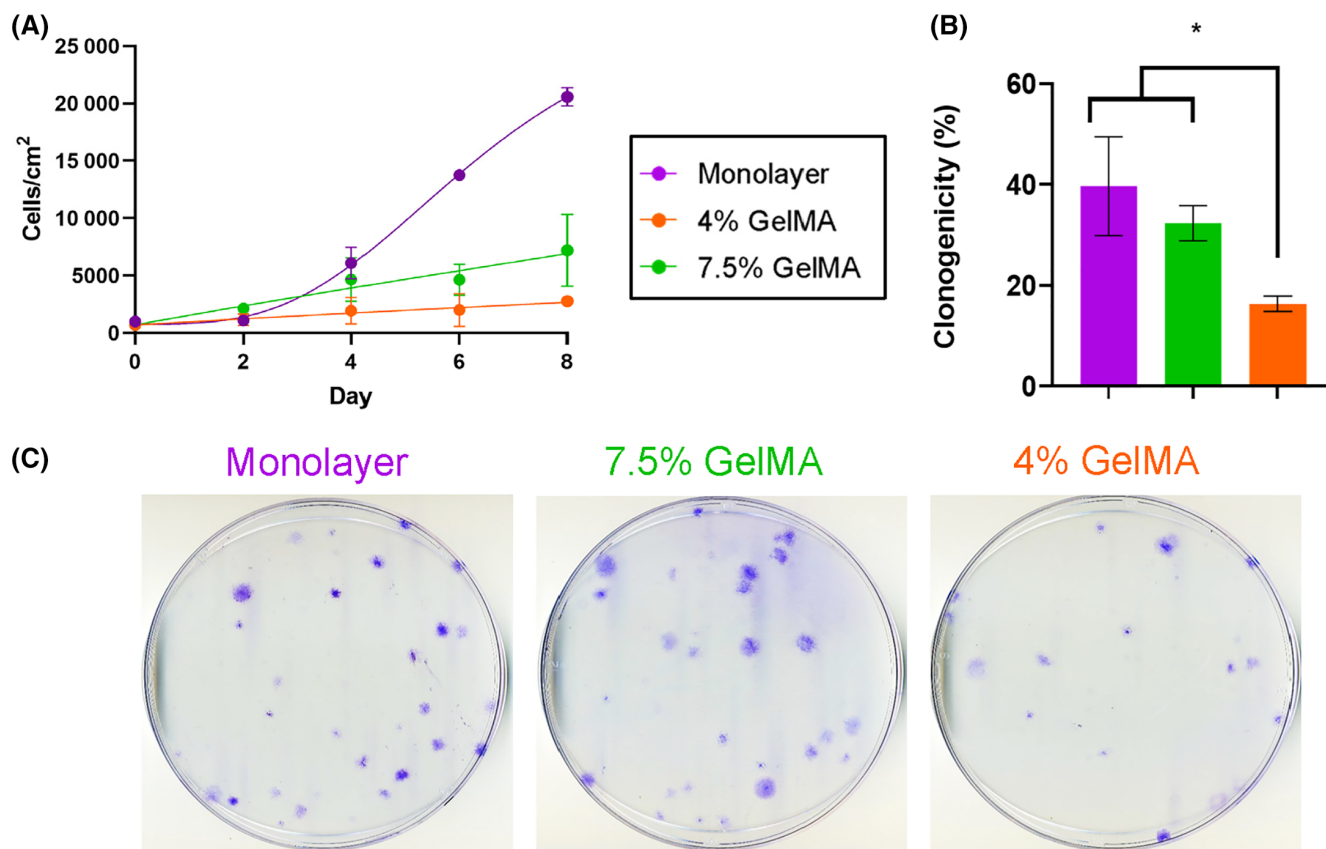 (A)
25 000
20 000
15 000
10 000
5000
0
Cells/cm²
0 2 4 6 8
Day
Monolayer
4% GelMA
7.5% GelMA
(B)
*
60
40
20
0
Clonogenicity (%)
(C)
Monolayer 7.5% GelMA 4% GelMA